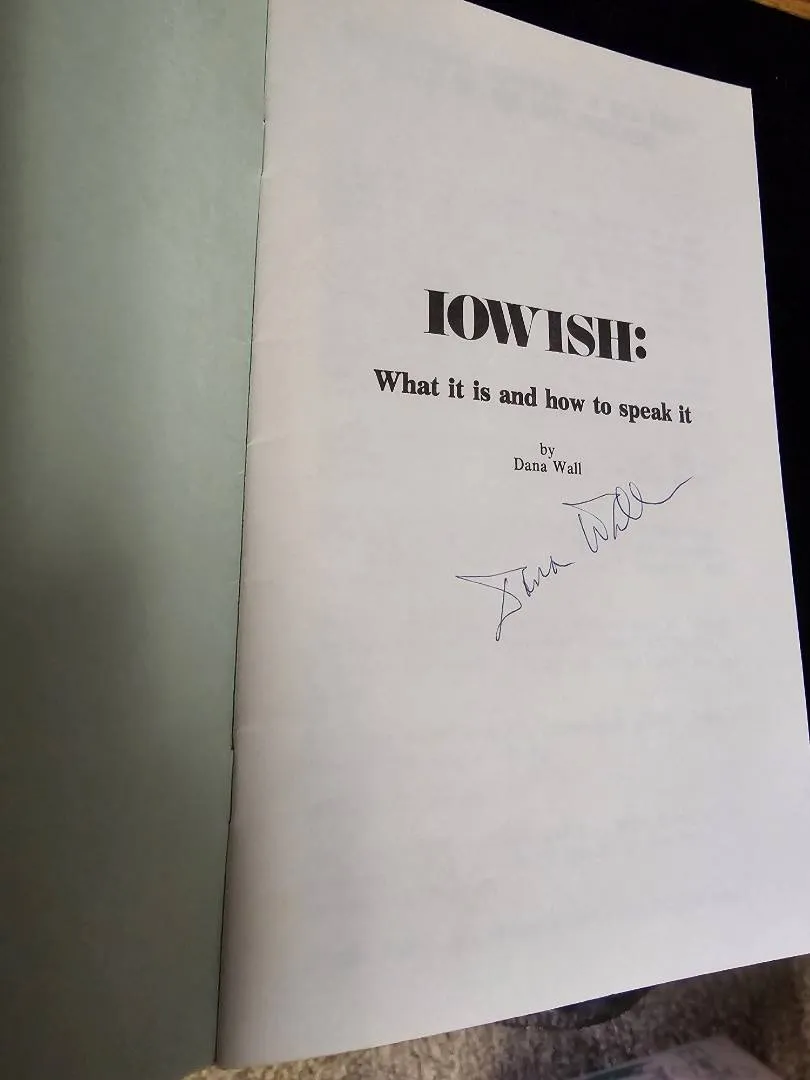 IOWISH:
What it is and how to speak it
by
Dana Wall
Dana Wall